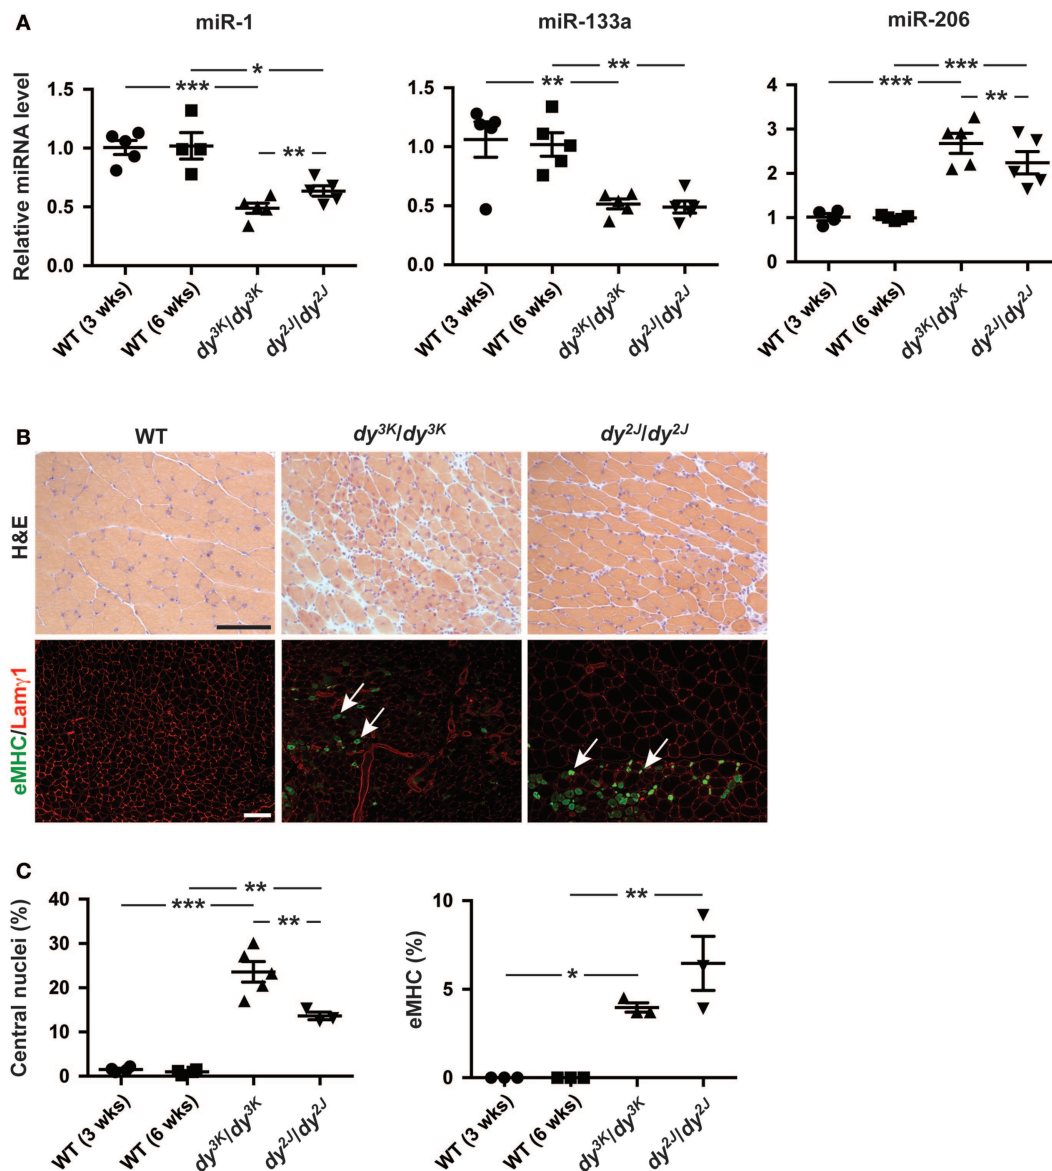 A
miR-1
miR-133a
miR-206
Relative miRNA level
1.5
1.0
0.5
0.0
*
***
**
WT (3 wks)
WT (6 wks)
dy3K/dy3K
dy2J/dy2J
1.5
1.0
0.5
0.0
**
**
WT (3 wks)
WT (6 wks)
dy3K/dy3K
dy2J/dy2J
4
3
2
1
0
***
***
**
WT (3 wks)
WT (6 wks)
dy3K/dy3K
dy2J/dy2J
B
WT
dy3K/dy3K
dy2J/dy2J
H&E
eMHC/Lamγ1
C
Central nuclei (%)
40
30
20
10
0
**
***
**
WT (3 wks)
WT (6 wks)
dy3K/dy3K
dy2J/dy2J
eMHC (%)
10
5
0
**
*
WT (3 wks)
WT (6 wks)
dy3K/dy3K
dy2J/dy2J